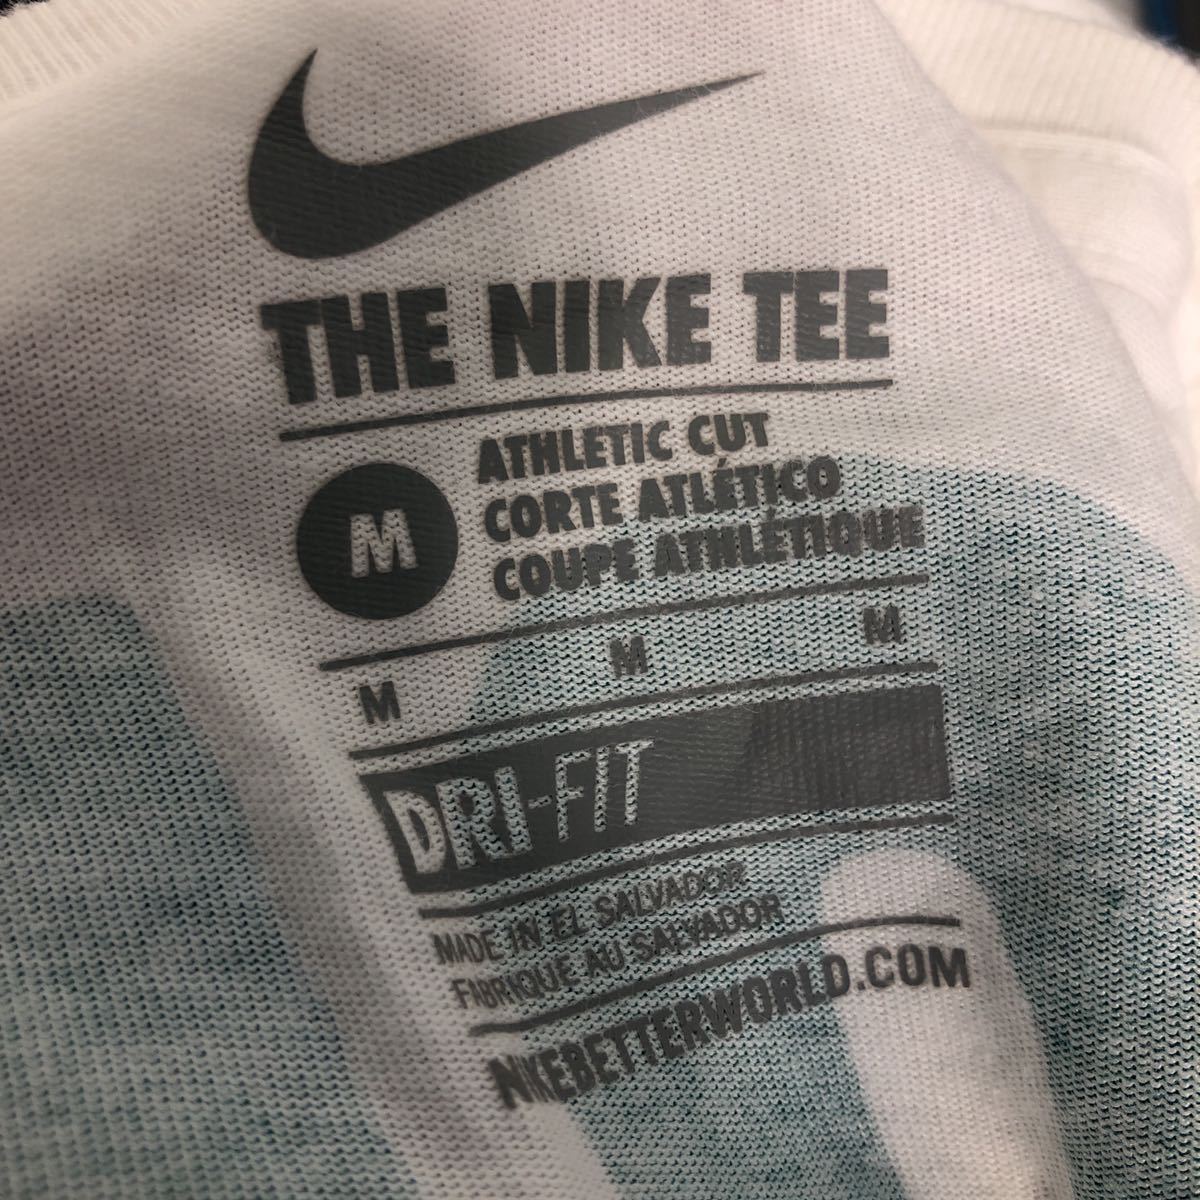 THE NIKE TEE
M
ATHLETIC CUT
CORTE ATLÉTICO
COUPE ATHLÉTIQUE
M M M
DRI-FIT
MADE IN EL SALVADOR
FABRIQUE AU SALVADOR
NIKEBETTERWORLD.COM